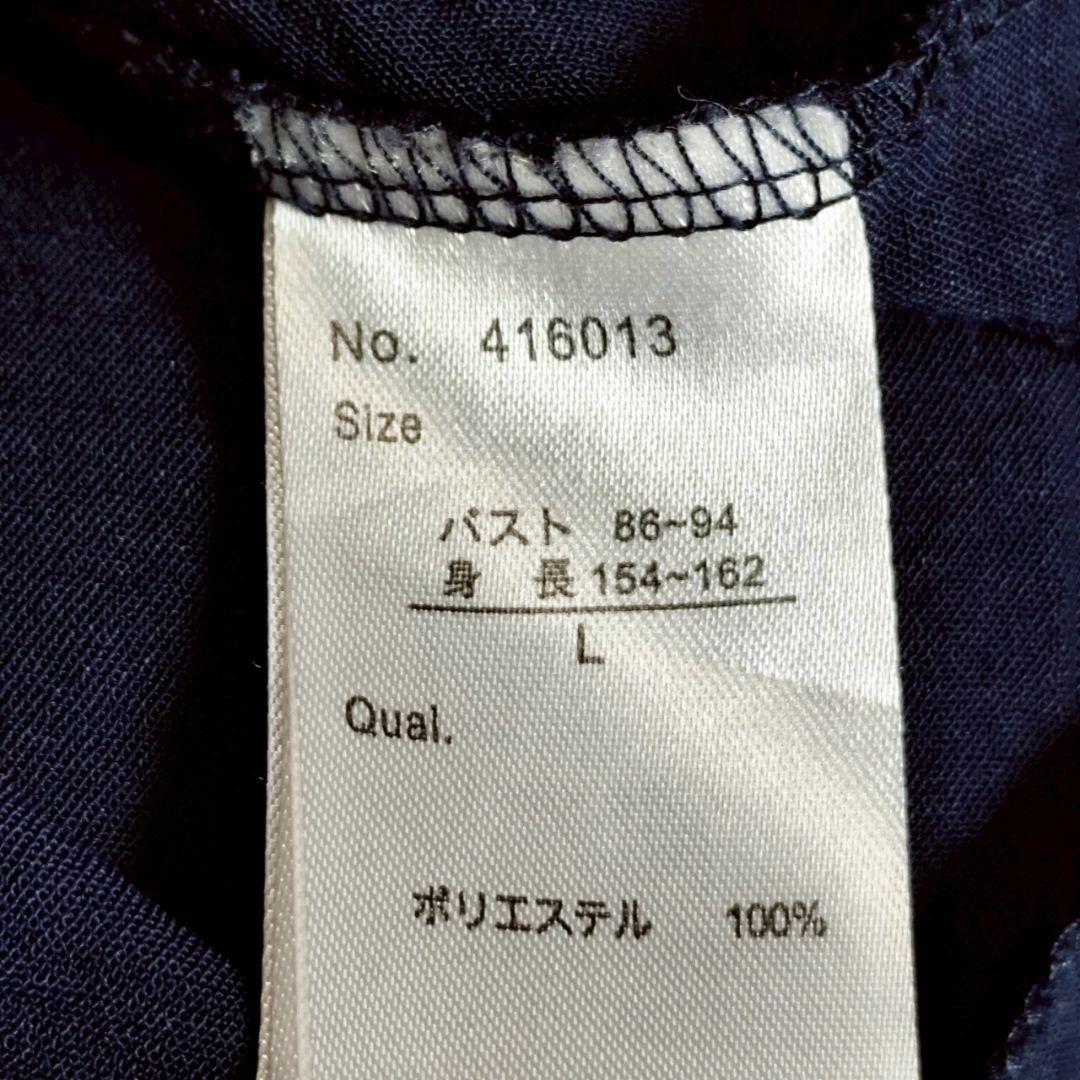 No. 416013
Size
バスト 86~94
身 長 154~162
L
Qual.
ポリエステル 100%